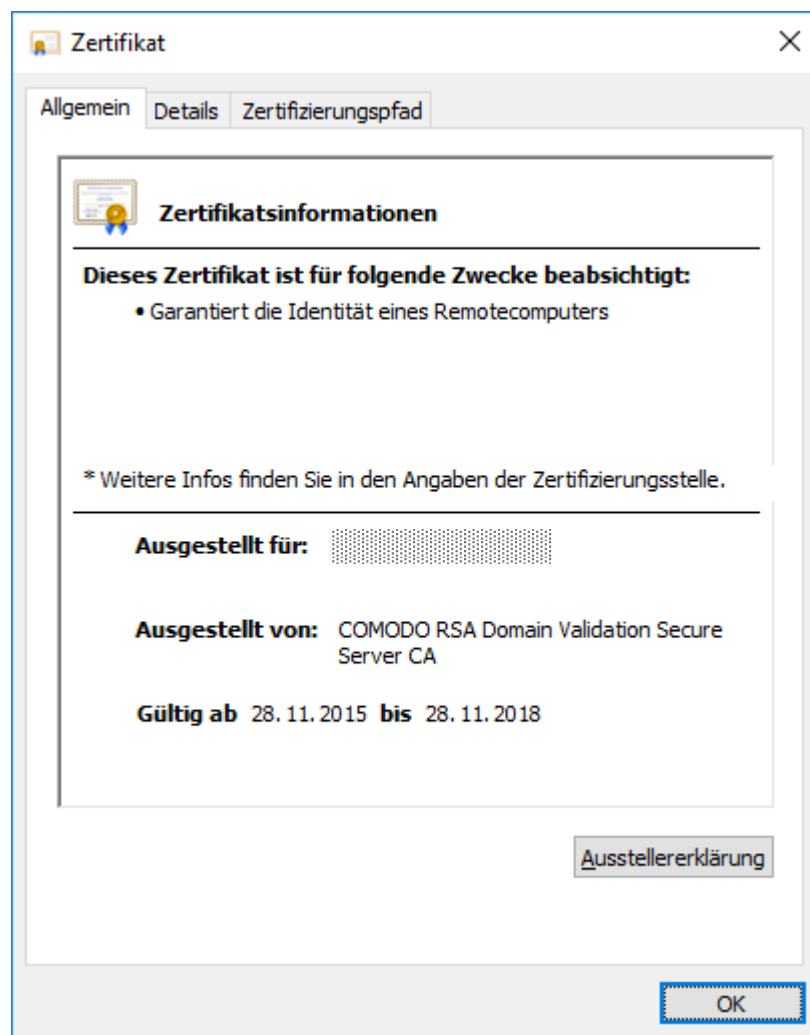 Zertifikat
Allgemein Details Zertifizierungspfad
Zertifikatsinformationen
Dieses Zertifikat ist für folgende Zwecke beabsichtigt:
• Garantiert die Identität eines Remotecomputers
* Weitere Infos finden Sie in den Angaben der Zertifizierungsstelle.
Ausgestellt für:
Ausgestellt von: COMODO RSA Domain Validation Secure
Server CA
Gültig ab 28.11.2015 bis 28.11.2018
Ausstellererklärung
OK